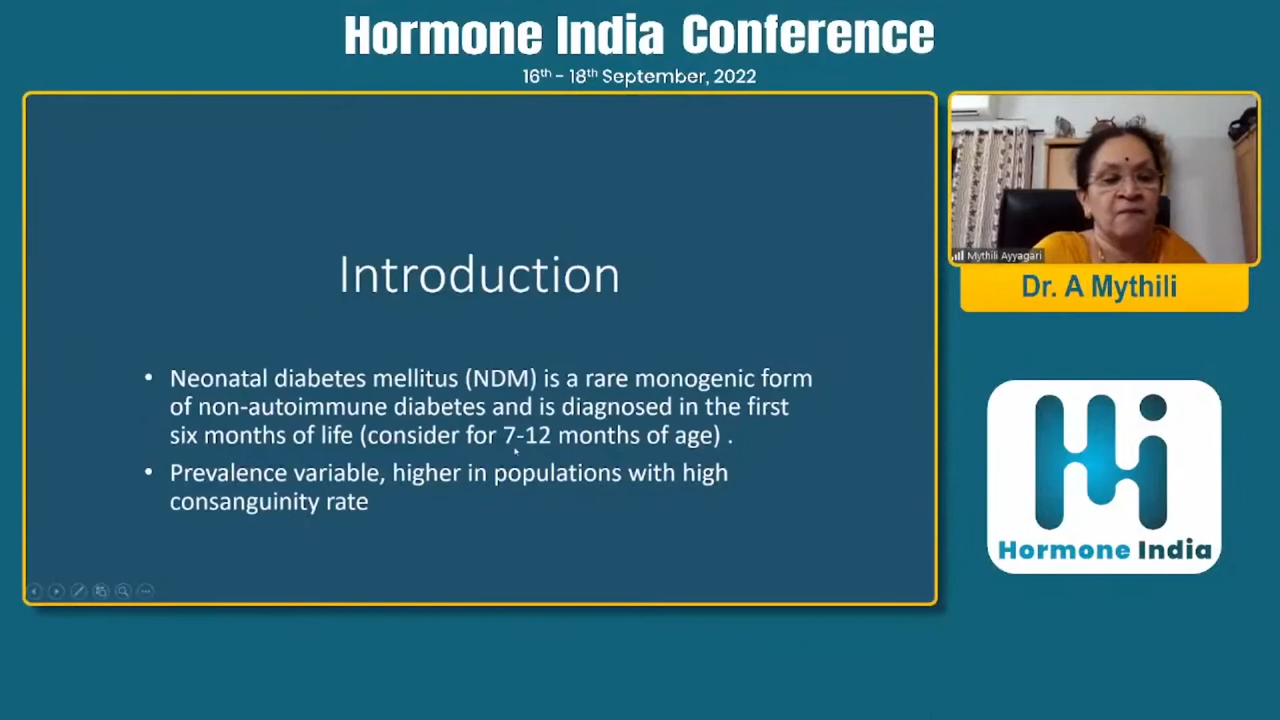 Hormone India Conference
16th - 18th September, 2022
Introduction
• Neonatal diabetes mellitus (NDM) is a rare monogenic form
of non-autoimmune diabetes and is diagnosed in the first
six months of life (consider for 7-12 months of age) .
• Prevalence variable, higher in populations with high
consanguinity rate
Mythili Ayyagari
Dr. A Mythili
Hi
Hormone India